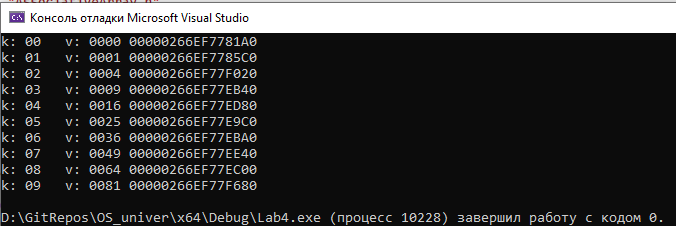 Консоль отладки Microsoft Visual Studio
k: 00 v: 0000 00000266EF7781A0
k: 01 v: 0001 00000266EF7785C0
k: 02 v: 0004 00000266EF77F020
k: 03 v: 0009 00000266EF77EB40
k: 04 v: 0016 00000266EF77ED80
k: 05 v: 0025 00000266EF77E9C0
k: 06 v: 0036 00000266EF77EBA0
k: 07 v: 0049 00000266EF77EE40
k: 08 v: 0064 00000266EF77EC00
k: 09 v: 0081 00000266EF77F680
D:\GitRepos\OS_univer\x64\Debug\Lab4.exe (процесс 10228) завершил работу с кодом 0.